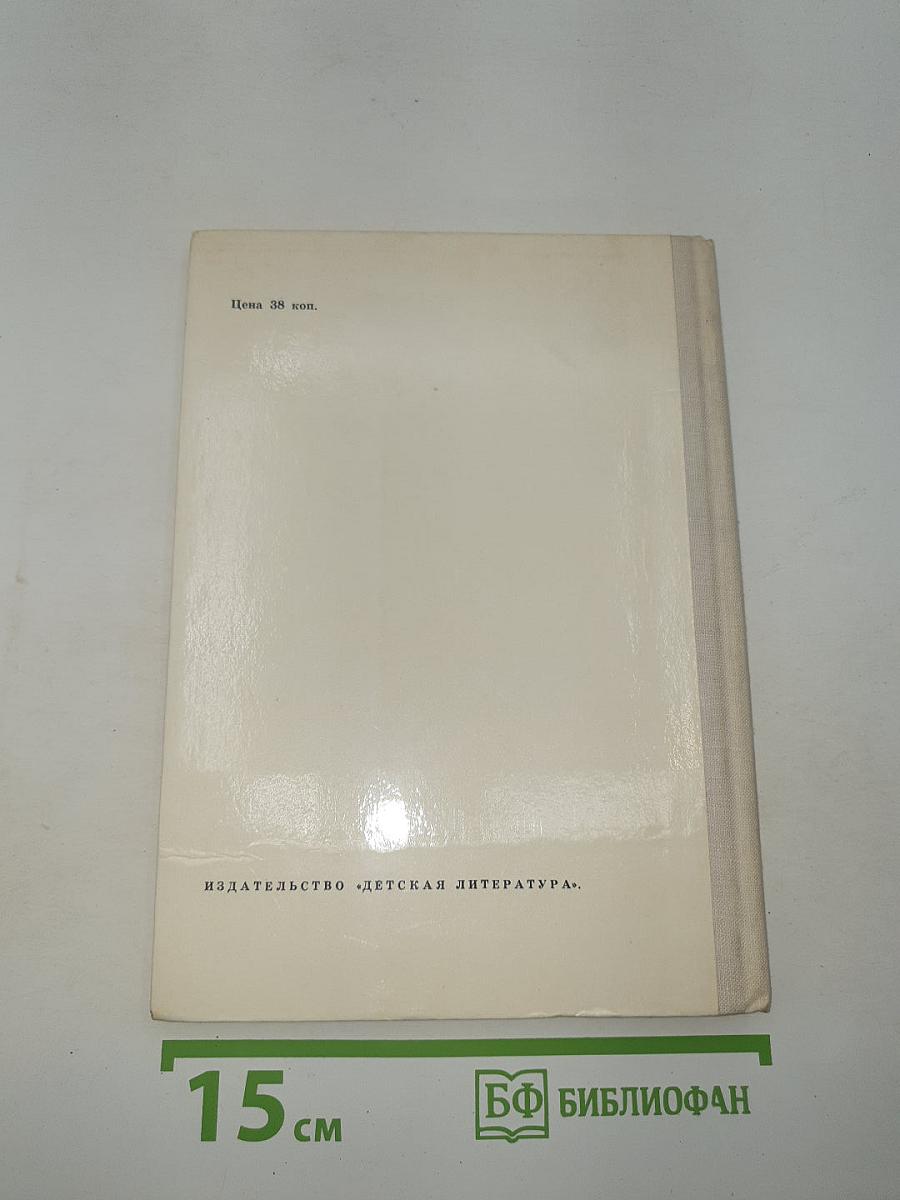 Цена 38 коп.
ИЗДАТЕЛЬСТВО «ДЕТСКАЯ ЛИТЕРАТУРА».
15 см
БФ БИБЛИОФАН